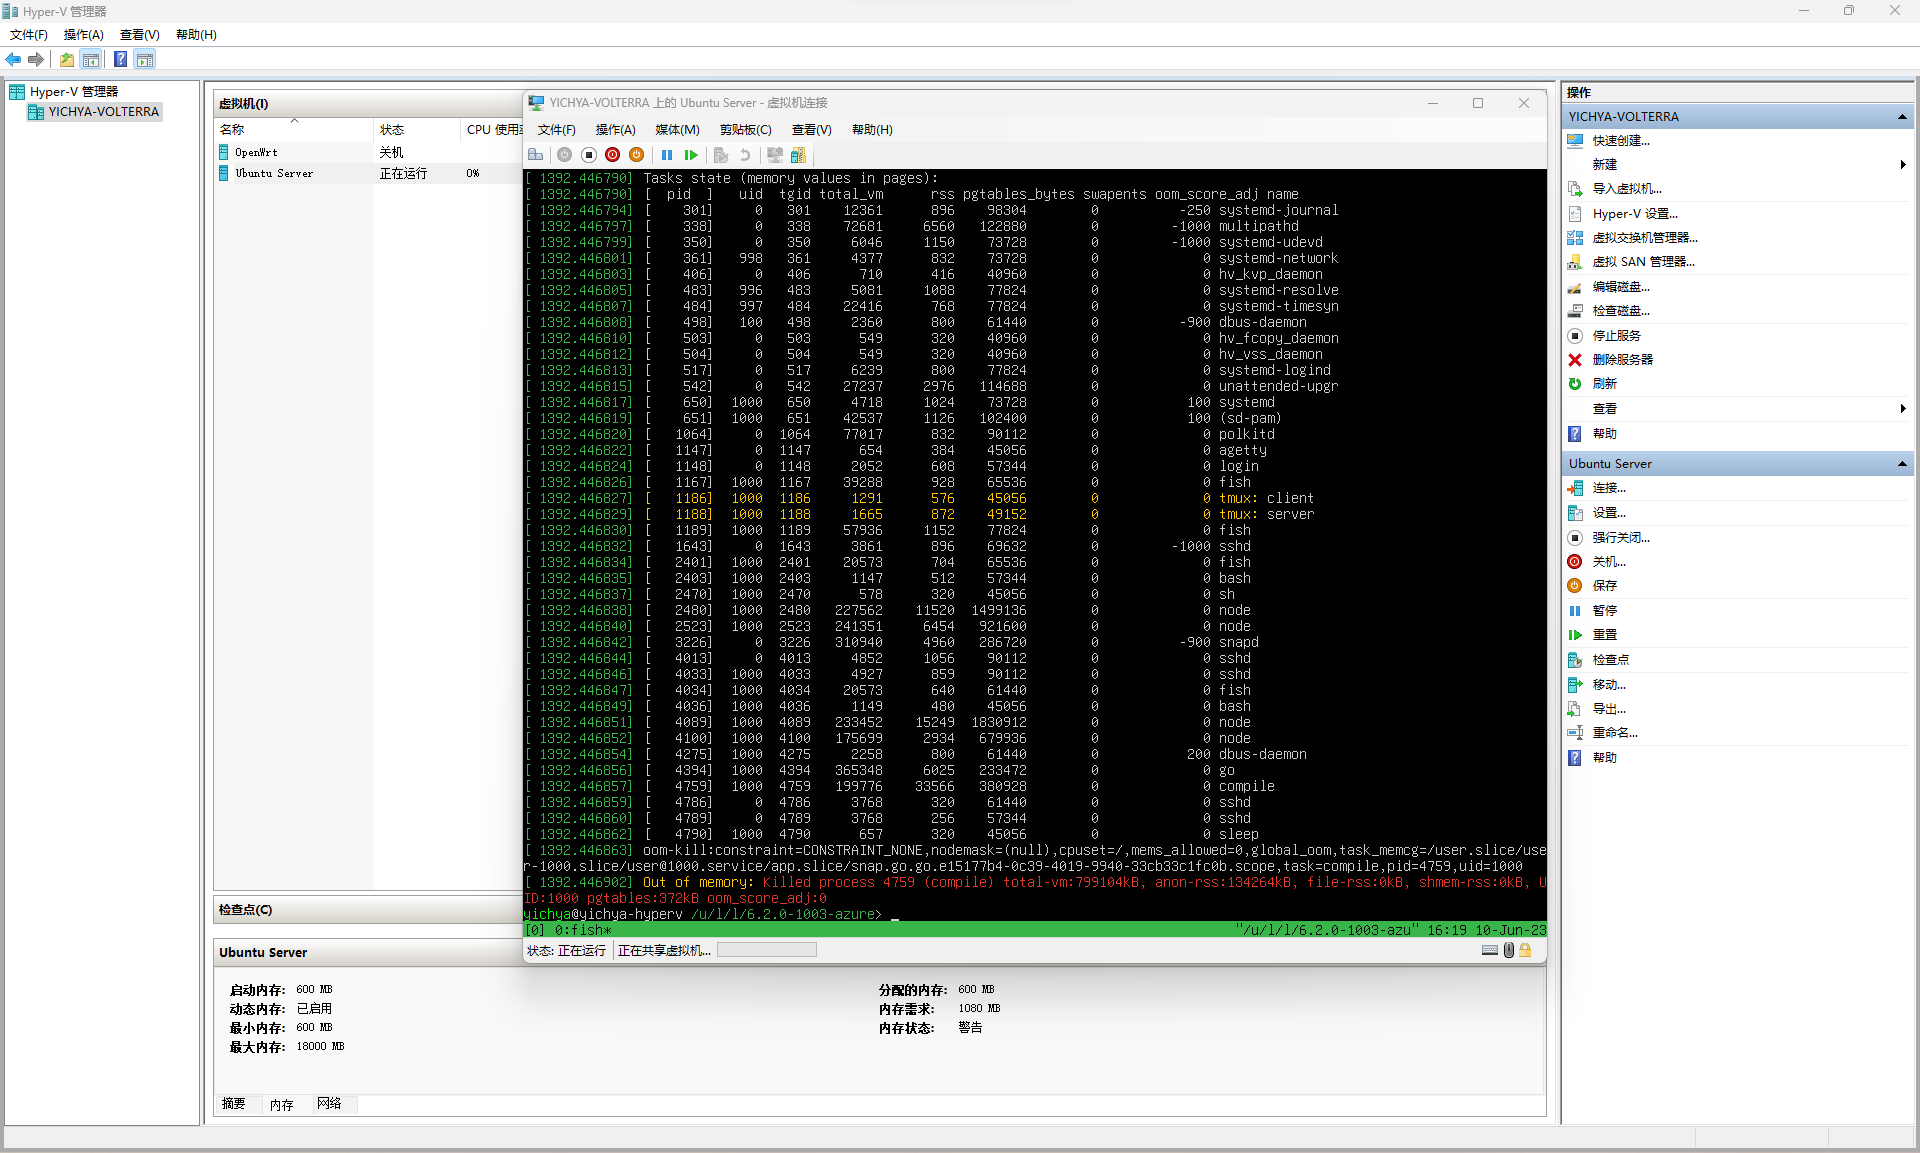 Hyper-V 管理器
文件(F) 操作(A) 查看(V) 帮助(H)
Hyper-V 管理器
YICHYA-VOLTERRA
虚拟机(I)
名称 状态 CPU 使用
OpenWrt 关机
Ubuntu Server 正在运行 0%
YICHYA-VOLTERRA 上的 Ubuntu Server - 虚拟机连接
文件(F) 操作(A) 媒体(M) 剪贴板(C) 查看(V) 帮助(H)
[ 1392.446790] Tasks state (memory values in pages):
[ 1392.446790] [  pid  ]   uid  tgid total_vm      rss pgtables_bytes swapents oom_score_adj name
[ 1392.446794] [    301]     0   301    12361      896    98304        0          -250 systemd-journal
[ 1392.446797] [    338]     0   338    72681     6560   122880        0         -1000 multipathd
[ 1392.446799] [    350]     0   350     6046     1150    73728        0         -1000 systemd-udevd
[ 1392.446801] [    361]   998   361     4377      832    73728        0             0 systemd-network
[ 1392.446803] [    406]     0   406      710      416    40960        0             0 hv_kvp_daemon
[ 1392.446805] [    483]   996   483     5081     1088    77824        0             0 systemd-resolve
[ 1392.446807] [    484]   997   484    22416      768    77824        0             0 systemd-timesyn
[ 1392.446808] [    498]   100   498     2360      800    61440        0          -900 dbus-daemon
[ 1392.446810] [    503]     0   503      549      320    40960        0             0 hv_fcopy_daemon
[ 1392.446812] [    504]     0   504      549      320    40960        0             0 hv_vss_daemon
[ 1392.446813] [    517]     0   517     6239      800    77824        0             0 systemd-logind
[ 1392.446815] [    542]     0   542    27237     2976   114688        0             0 unattended-upgr
[ 1392.446817] [    650]  1000   650     4718     1024    73728        0           100 systemd
[ 1392.446819] [    651]  1000   651    42537     1126   102400        0           100 (sd-pam)
[ 1392.446820] [   1064]     0  1064    77017      832    90112        0             0 polkitd
[ 1392.446822] [   1147]     0  1147      654      384    45056        0             0 agetty
[ 1392.446824] [   1148]     0  1148     2052      608    57344        0             0 login
[ 1392.446826] [   1167]  1000  1167    39288      928    65536        0             0 fish
[ 1392.446827] [   1186]  1000  1186     1291      576    45056        0             0 tmux: client
[ 1392.446829] [   1188]  1000  1188     1665      872    49152        0             0 tmux: server
[ 1392.446830] [   1189]  1000  1189    57936     1152    77824        0             0 fish
[ 1392.446832] [   1643]     0  1643     3861      896    69632        0         -1000 sshd
[ 1392.446834] [   2401]  1000  2401    20573      704    65536        0             0 fish
[ 1392.446835] [   2403]  1000  2403     1147      512    57344        0             0 bash
[ 1392.446837] [   2470]  1000  2470      578      320    45056        0             0 sh
[ 1392.446838] [   2480]  1000  2480   227562    11520  1499136        0             0 node
[ 1392.446840] [   2523]  1000  2523   241351     6454   921600        0             0 node
[ 1392.446842] [   3226]     0  3226   310940     4960   286720        0          -900 snapd
[ 1392.446844] [   4013]     0  4013     4852     1056    90112        0             0 sshd
[ 1392.446846] [   4033]  1000  4033     4927      859    90112        0             0 sshd
[ 1392.446847] [   4034]  1000  4034    20573      640    61440        0             0 fish
[ 1392.446849] [   4036]  1000  4036     1149      480    45056        0             0 bash
[ 1392.446851] [   4089]  1000  4089   233452    15249  1830912        0             0 node
[ 1392.446852] [   4100]  1000  4100   175699     2934   679936        0             0 node
[ 1392.446854] [   4275]  1000  4275     2258      800    61440        0           200 dbus-daemon
[ 1392.446856] [   4394]  1000  4394   365348     6025   233472        0             0 go
[ 1392.446857] [   4759]  1000  4759   199776    33566   380928        0             0 compile
[ 1392.446859] [   4786]     0  4786     3768      320    61440        0             0 sshd
[ 1392.446860] [   4789]     0  4789     3768      256    57344        0             0 sshd
[ 1392.446862] [   4790]  1000  4790      657      320    45056        0             0 sleep
[ 1392.446863] oom-kill:constraint=CONSTRAINT_NONE,nodemask=(null),cpuset=/,mems_allowed=0,global_oom,task_memcg=/user.slice/use
r-1000.slice/user@1000.service/app.slice/snap.go.go.e15177b4-0c39-4019-9940-33cb33c1fc0b.scope,task=compile,pid=4759,uid=1000
[ 1392.446902] Out of memory: Killed process 4759 (compile) total-vm:799104kB, anon-rss:134264kB, file-rss:0kB, shmem-rss:0kB, U
ID:1000 pgtables:372kB oom_score_adj:0
yichya@yichya-hyperv /u/l/l/6.2.0-1003-azure> _
[0] 0:fish* "/u/l/l/6.2.0-1003-azu" 16:19 10-Jun-23
状态: 正在运行 正在共享虚拟机...
检查点(C)
Ubuntu Server
启动内存: 600 MB
动态内存: 已启用
最小内存: 600 MB
最大内存: 18000 MB
分配的内存: 600 MB
内存需求: 1080 MB
内存状态: 警告
摘要 内存 网络
操作
YICHYA-VOLTERRA
快速创建...
新建
导入虚拟机...
Hyper-V 设置...
虚拟交换机管理器...
虚拟 SAN 管理器...
编辑磁盘...
检查磁盘...
停止服务
删除服务器
刷新
查看
帮助
Ubuntu Server
连接...
设置...
强行关闭...
关机...
保存
暂停
重置
检查点
移动...
导出...
重命名...
帮助